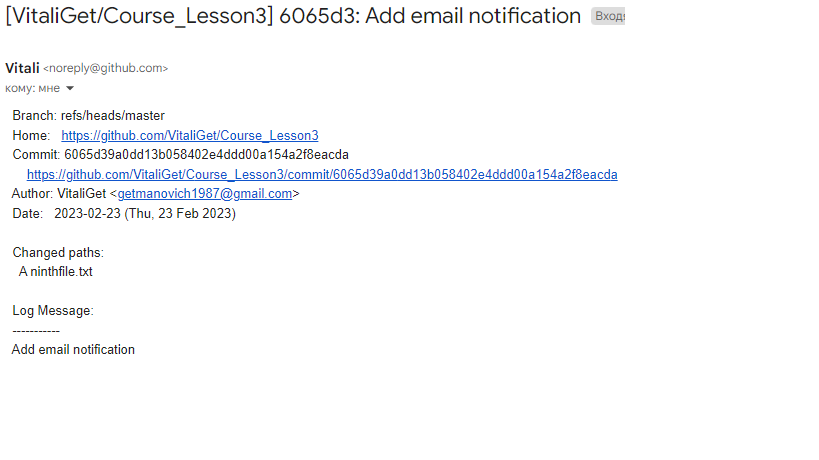 [VitaliGet/Course_Lesson3] 6065d3: Add email notification
Vitali <noreply@github.com>
кому: мне
Branch: refs/heads/master
Home: https://github.com/VitaliGet/Course_Lesson3
Commit: 6065d39a0dd13b058402e4ddd00a154a2f8eacda
https://github.com/VitaliGet/Course_Lesson3/commit/6065d39a0dd13b058402e4ddd00a154a2f8eacda
Author: VitaliGet <getmanovich1987@gmail.com>
Date: 2023-02-23 (Thu, 23 Feb 2023)
Changed paths:
A ninthfile.txt
Log Message:
-----------
Add email notification